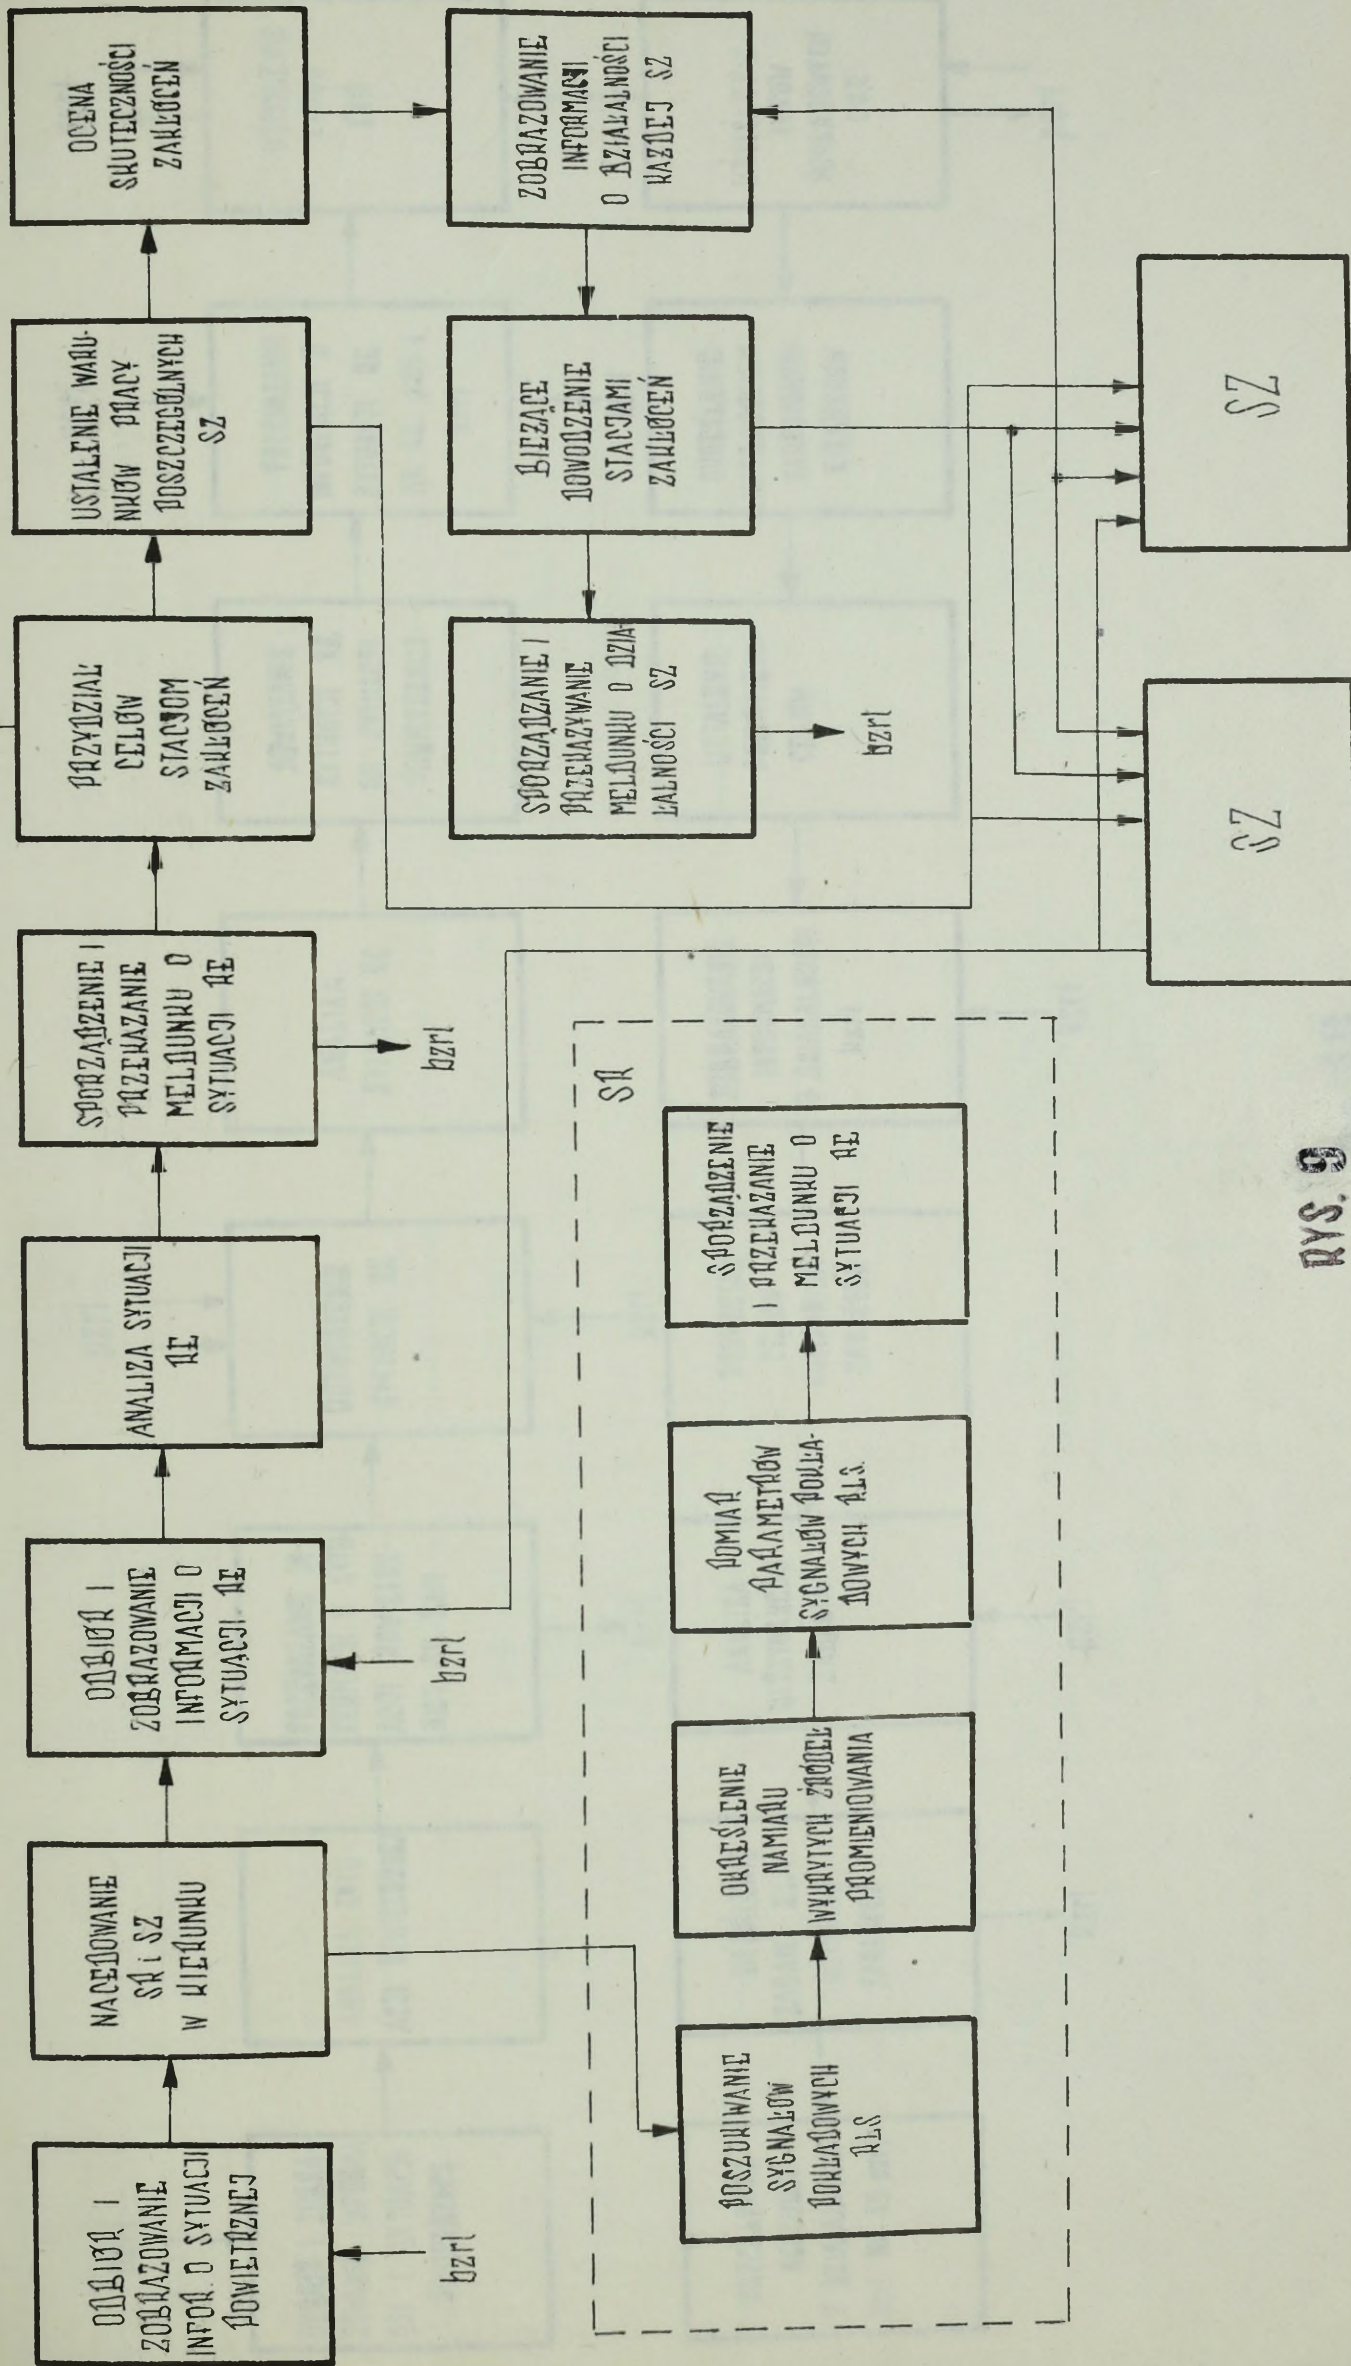 ODBIÓR I
ZOBRAZOWANIE
INFOR. O SYTUACJI
POWIETRZNEJ
bzrl
NACEDOWANIE
SR i SZ
W KIERUNKU
ODBIÓR I
ZOBRAZOWANIE
INFORMACJI O
SYTUACJI RE
bzrl
ANALIZA SYTUACJI
RE
SPORZĄDZENIE I
PRZEKAZANIE
MELDUNKU O
SYTUACJI RE
bzrl
PRZYDZIAŁ
CELÓW
STACJOM
ZAKŁÓCEŃ
USTALENIE WARU-
NKÓW PRACY
POSZCZEGÓLNYCH
SZ
OCENA
SKUTECZNOŚCI
ZAKŁÓCEŃ
SPORZĄDZANIE I
PRZEKAZYWANIE
MELDUNKU O DZIA-
ŁALNOŚCI SZ
bzrl
BIEZĄCE
DOWODZENIE
STACJAMI
ZAKŁÓCEŃ
ZOBRAZOWANIE
INFORMACJI
O DZIAŁALNOŚCI
KAZDEJ SZ
SR
POSZUKIWANIE
SYGNAŁÓW
POKŁADOWYCH
RLS
OKREŚLENIE
NAMIARU
WYKRYTYCH ŹRÓDEŁ
PROMIENIOWANIA
POMIAR
PARAMETRÓW
SYGNAŁÓW POKŁA-
DOWYCH RLS.
SPORZĄDZENIE
I PRZEKAZANIE
MELDUNKU O
SYTUACJI RE
SZ
SZ
RYS. 9